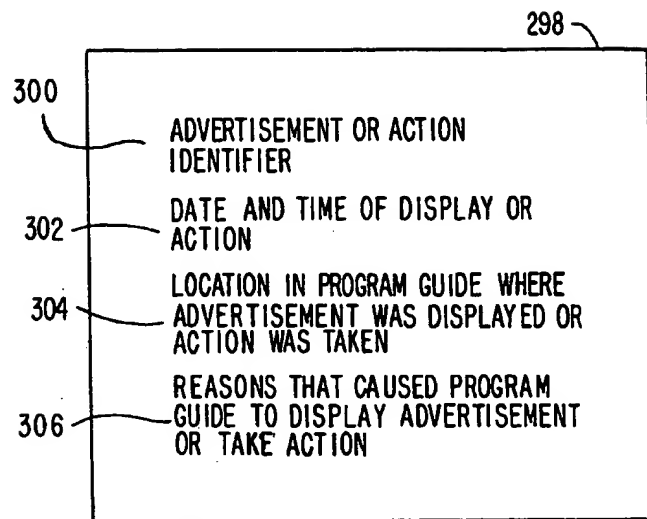 298
300
ADVERTISEMENT OR ACTION
IDENTIFIER
302
DATE AND TIME OF DISPLAY OR
ACTION
304
LOCATION IN PROGRAM GUIDE WHERE
ADVERTISEMENT WAS DISPLAYED OR
ACTION WAS TAKEN
306
REASONS THAT CAUSED PROGRAM
GUIDE TO DISPLAY ADVERTISEMENT
OR TAKE ACTION